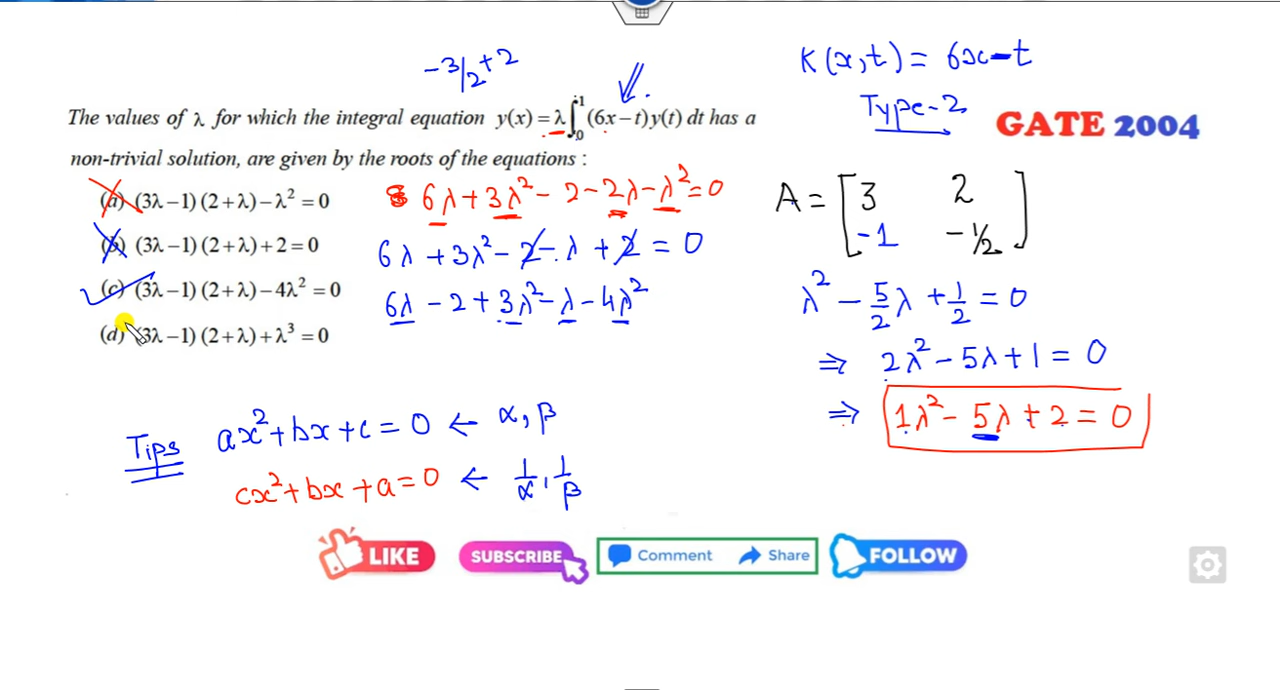 -3/2+2
K(x,t) = 6x-t
Type-2
GATE 2004
The values of λ for which the integral equation y(x) = λ∫₀¹(6x-t)y(t) dt has a
non-trivial solution, are given by the roots of the equations :
(a) (3λ-1)(2+λ)-λ²=0
6λ+3λ²-2-2λ-λ²=0
(b) (3λ-1)(2+λ)+2=0
6λ+3λ²-2-λ+2=0
(c) (3λ-1)(2+λ)-4λ²=0
6λ-2+3λ²-λ-4λ²
(d) (3λ-1)(2+λ)+λ³=0
A = [3 2
-1 -1/2]
λ² - 5/2 λ + 1/2 = 0
⇒ 2λ²-5λ+1=0
⇒ 1λ²-5λ+2=0
Tips ax²+bx+c=0 ← α, β
cx²+bx+a=0 ← 1/α, 1/β
LIKE SUBSCRIBE Comment Share FOLLOW